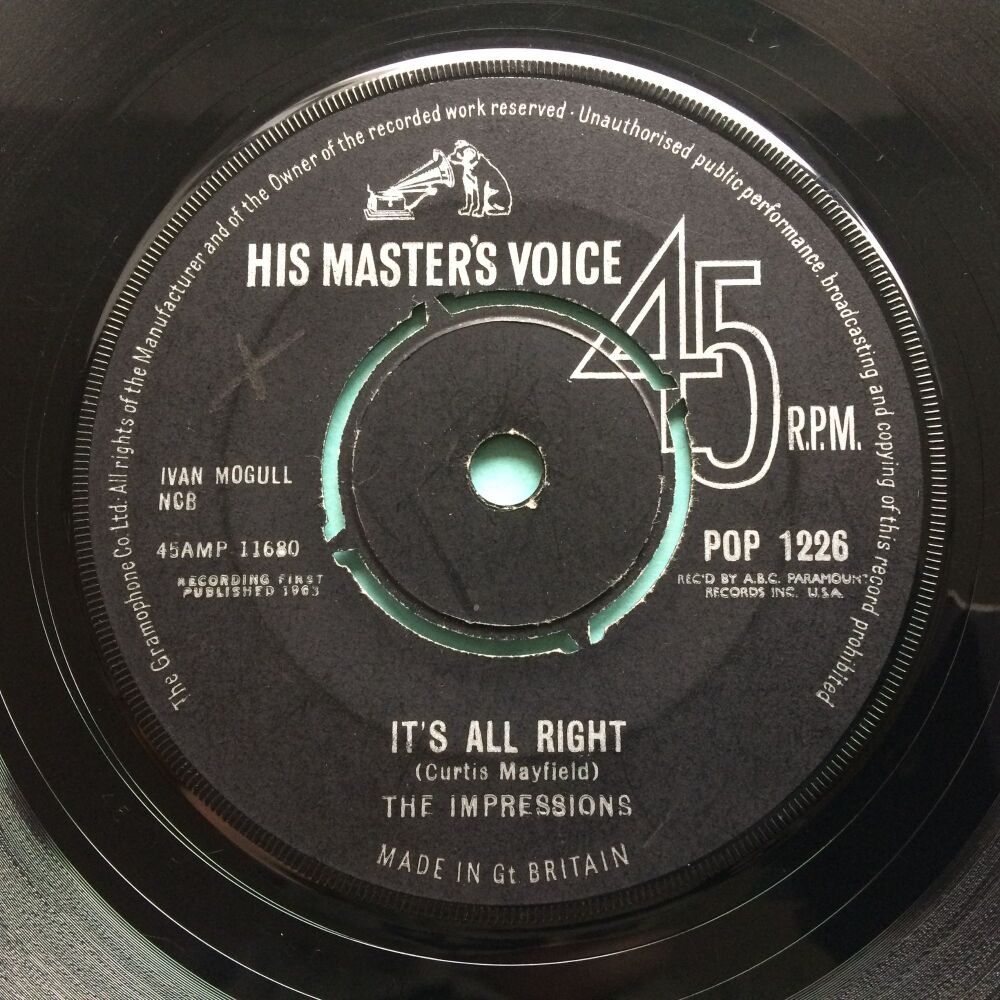 The Gramophone Co Ltd. All rights of the Manufacturer and of the Owner of the recorded work reserved · Unauthorised public performance, broadcasting and copying of this record prohibited
HIS MASTER'S VOICE
45 R.P.M.
IVAN MOGULL
NCB
45AMP 11680
RECORDING FIRST
PUBLISHED 1963
POP 1226
REC'D BY A.B.C. PARAMOUNT
RECORDS INC. U.S.A.
IT'S ALL RIGHT
(Curtis Mayfield)
THE IMPRESSIONS
MADE IN Gt BRITAIN